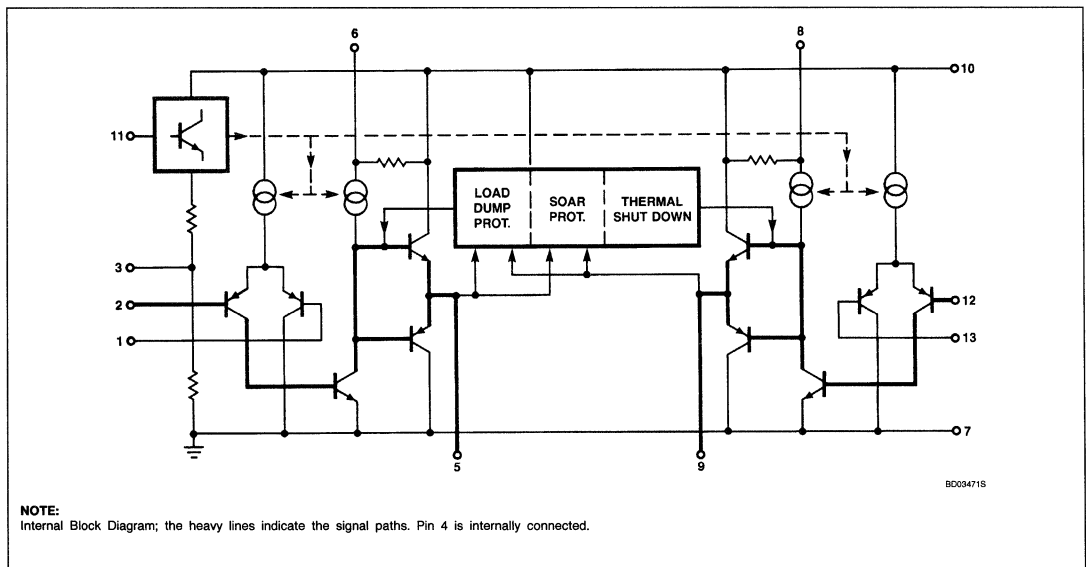 6
8
10
11
LOAD
DUMP
PROT.
SOAR
PROT.
THERMAL
SHUT DOWN
3
2
12
1
13
7
5
9
BD03471S
NOTE:
Internal Block Diagram; the heavy lines indicate the signal paths. Pin 4 is internally connected.